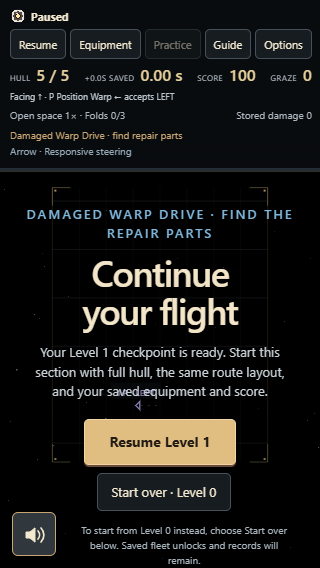 Paused
Resume Equipment Practice Guide Options
HULL 5 / 5 +0.0S SAVED 0.00 s SCORE 100 GRAZE 0
Facing ↑ · P Position Warp ← accepts LEFT
Open space 1× · Folds 0/3 Stored damage 0
Damaged Warp Drive · find repair parts
Arrow · Responsive steering
DAMAGED WARP DRIVE · FIND THE
REPAIR PARTS
Continue
your flight
Your Level 1 checkpoint is ready. Start this
section with full hull, the same route layout,
and your saved equipment and score.
Resume Level 1
Start over · Level 0
To start from Level 0 instead, choose Start over
below. Saved fleet unlocks and records will
remain.